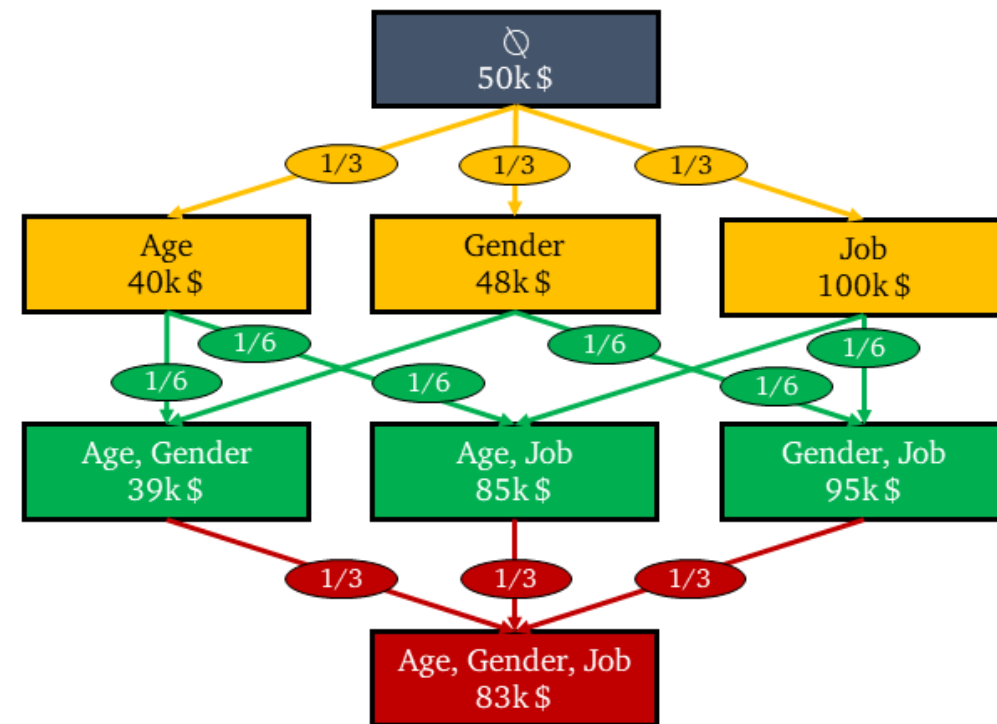 ∅
50k $
1/3
1/3
1/3
Age
40k $
Gender
48k $
Job
100k $
1/6
1/6
1/6
1/6
1/6
1/6
Age, Gender
39k $
Age, Job
85k $
Gender, Job
95k $
1/3
1/3
1/3
Age, Gender, Job
83k $